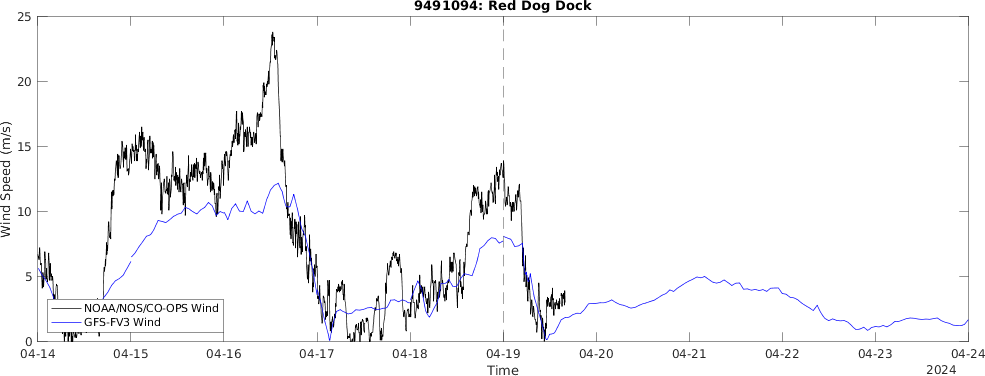 9491094: Red Dog Dock
Wind Speed (m/s)
25
20
15
10
5
0
NOAA/NOS/CO-OPS Wind
GFS-FV3 Wind
04-14 04-15 04-16 04-17 04-18 04-19 04-20 04-21 04-22 04-23 04-24
Time
2024